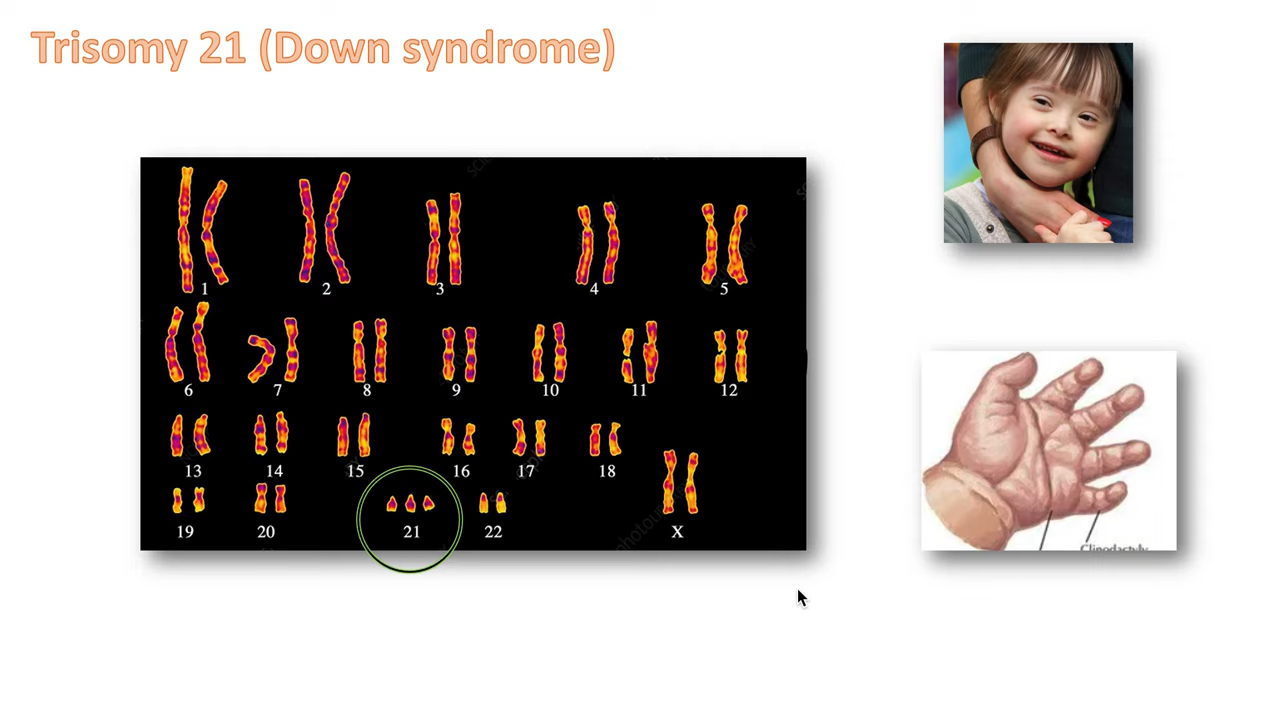 Trisomy 21 (Down syndrome)
1 2 3 4 5
6 7 8 9 10 11 12
13 14 15 16 17 18
19 20 21 22 X
Clinodactyly